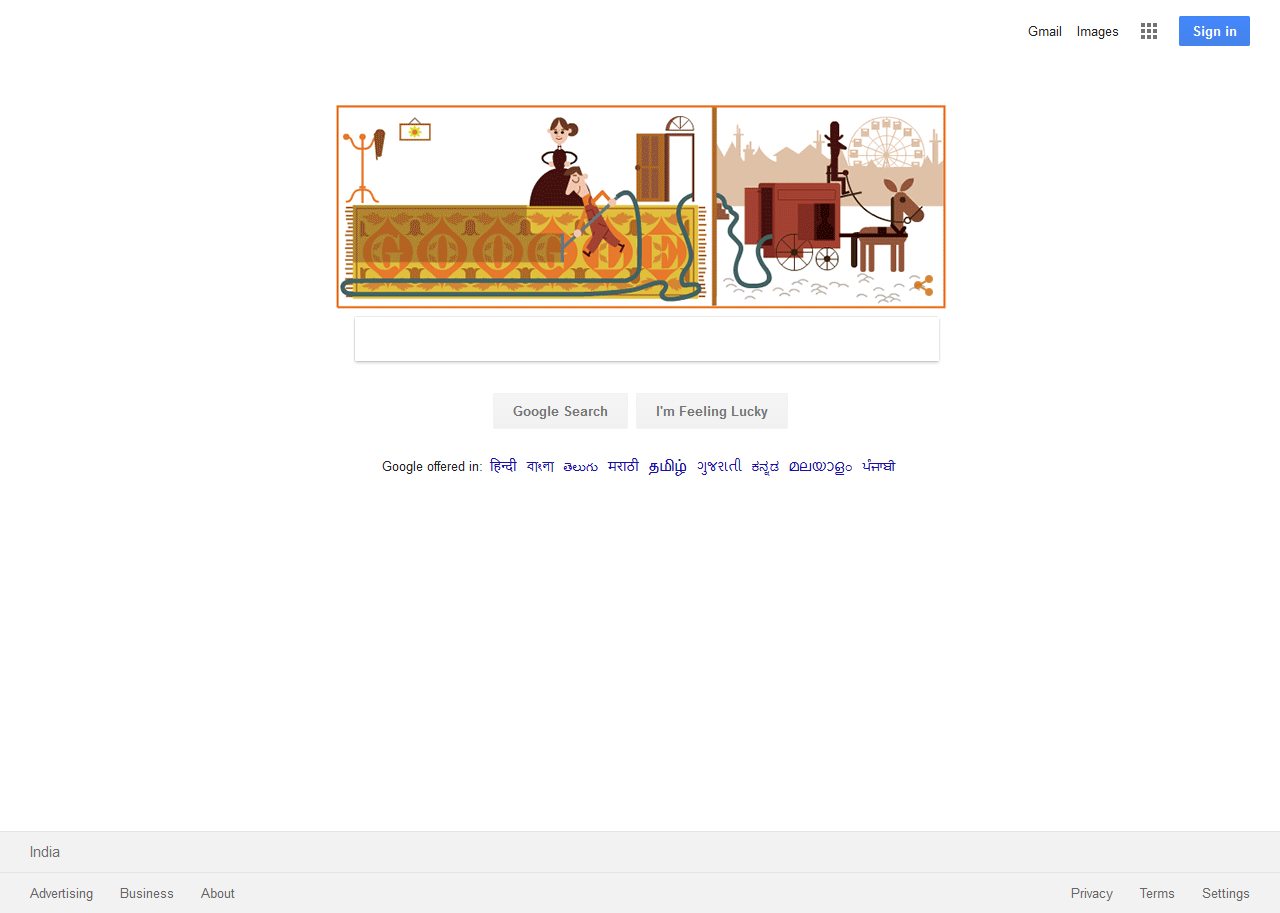 Gmail Images Sign in
GOOGLE
Google Search I'm Feeling Lucky
Google offered in: हिन्दी বাংলা తెలుగు मराठी தமிழ் ગુજરાતી ಕನ್ನಡ മലയാളം ਪੰਜਾਬੀ
India
Advertising Business About Privacy Terms Settings